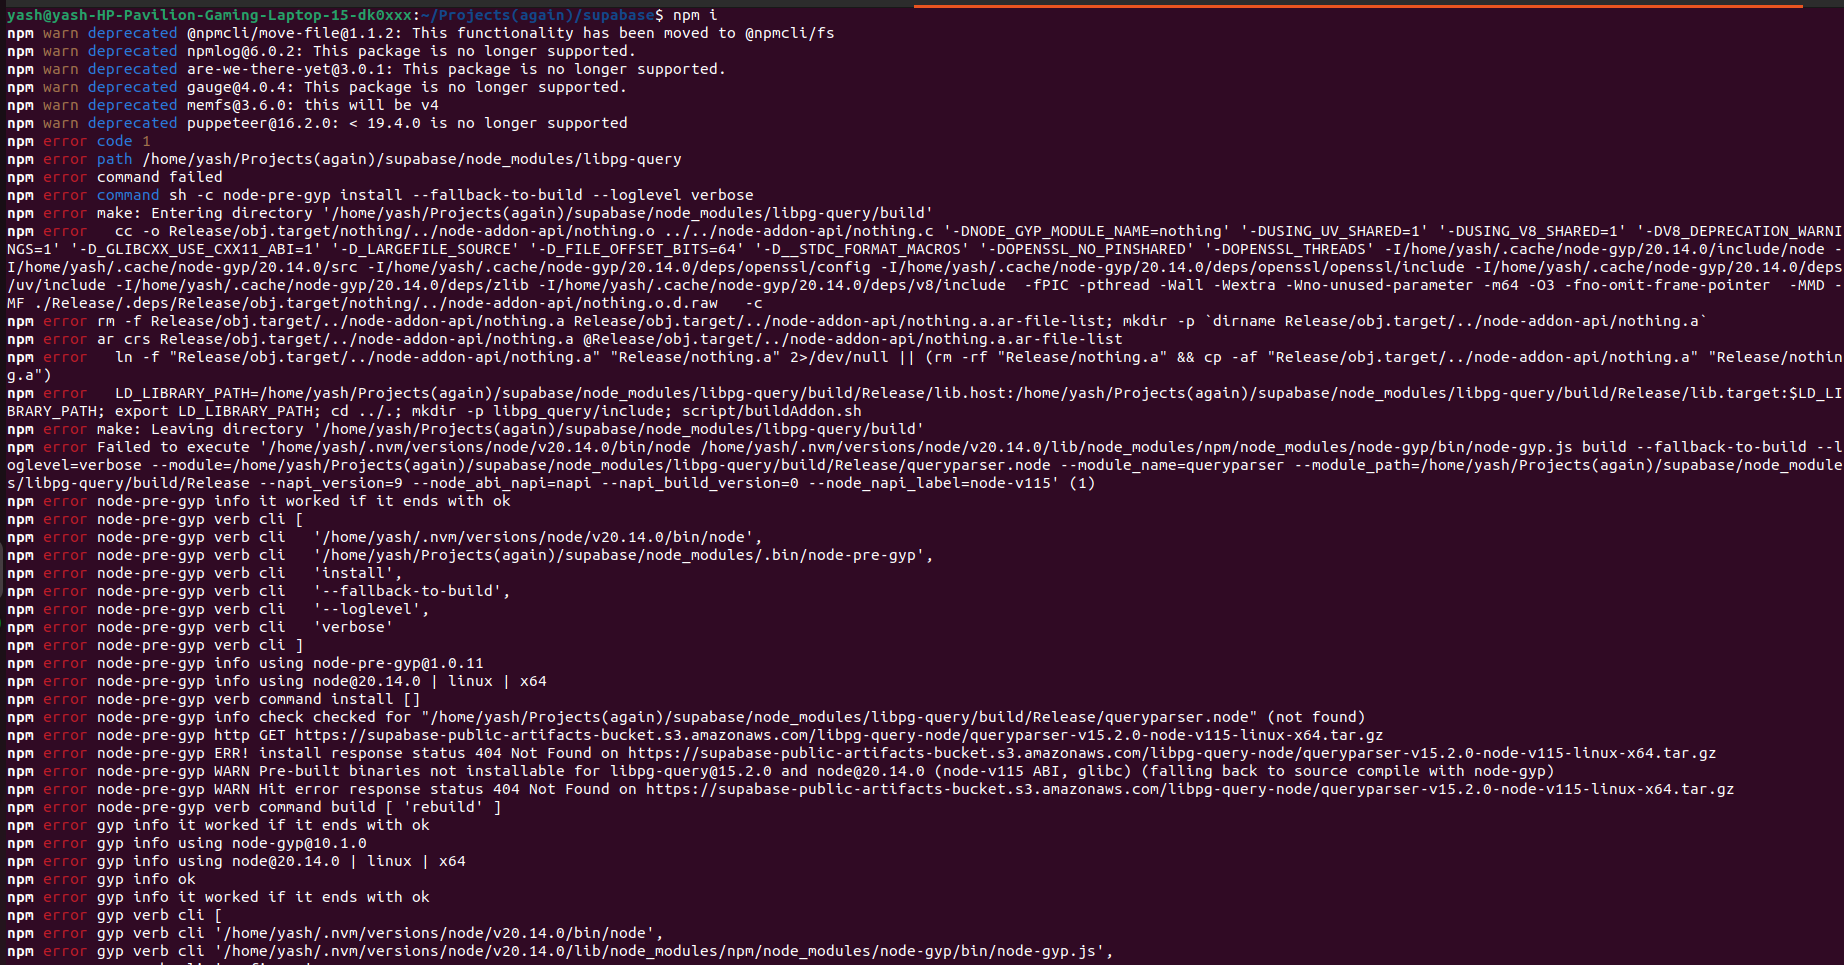 yash@yash-HP-Pavilion-Gaming-Laptop-15-dk0xxx:~/Projects(again)/supabase$ npm i
npm warn deprecated @npmcli/move-file@1.1.2: This functionality has been moved to @npmcli/fs
npm warn deprecated npmlog@6.0.2: This package is no longer supported.
npm warn deprecated are-we-there-yet@3.0.1: This package is no longer supported.
npm warn deprecated gauge@4.0.4: This package is no longer supported.
npm warn deprecated memfs@3.6.0: this will be v4
npm warn deprecated puppeteer@16.2.0: < 19.4.0 is no longer supported
npm error code 1
npm error path /home/yash/Projects(again)/supabase/node_modules/libpg-query
npm error command failed
npm error command sh -c node-pre-gyp install --fallback-to-build --loglevel verbose
npm error make: Entering directory '/home/yash/Projects(again)/supabase/node_modules/libpg-query/build'
npm error   cc -o Release/obj.target/nothing/../node-addon-api/nothing.o ../../node-addon-api/nothing.c '-DNODE_GYP_MODULE_NAME=nothing' '-DUSING_UV_SHARED=1' '-DUSING_V8_SHARED=1' '-DV8_DEPRECATION_WARNI
NGS=1' '-D_GLIBCXX_USE_CXX11_ABI=1' '-D_LARGEFILE_SOURCE' '-D_FILE_OFFSET_BITS=64' '-D__STDC_FORMAT_MACROS' '-DOPENSSL_NO_PINSHARED' '-DOPENSSL_THREADS' -I/home/yash/.cache/node-gyp/20.14.0/include/node -
I/home/yash/.cache/node-gyp/20.14.0/src -I/home/yash/.cache/node-gyp/20.14.0/deps/openssl/config -I/home/yash/.cache/node-gyp/20.14.0/deps/openssl/openssl/include -I/home/yash/.cache/node-gyp/20.14.0/deps
/uv/include -I/home/yash/.cache/node-gyp/20.14.0/deps/zlib -I/home/yash/.cache/node-gyp/20.14.0/deps/v8/include  -fPIC -pthread -Wall -Wextra -Wno-unused-parameter -m64 -O3 -fno-omit-frame-pointer  -MMD -
MF ./Release/.deps/Release/obj.target/nothing/../node-addon-api/nothing.o.d.raw   -c
npm error rm -f Release/obj.target/../node-addon-api/nothing.a Release/obj.target/../node-addon-api/nothing.a.ar-file-list; mkdir -p `dirname Release/obj.target/../node-addon-api/nothing.a`
npm error ar crs Release/obj.target/../node-addon-api/nothing.a @Release/obj.target/../node-addon-api/nothing.a.ar-file-list
npm error   ln -f "Release/obj.target/../node-addon-api/nothing.a" "Release/nothing.a" 2>/dev/null || (rm -rf "Release/nothing.a" && cp -af "Release/obj.target/../node-addon-api/nothing.a" "Release/nothin
g.a")
npm error   LD_LIBRARY_PATH=/home/yash/Projects(again)/supabase/node_modules/libpg-query/build/Release/lib.host:/home/yash/Projects(again)/supabase/node_modules/libpg-query/build/Release/lib.target:$LD_LI
BRARY_PATH; export LD_LIBRARY_PATH; cd ../.; mkdir -p libpg_query/include; script/buildAddon.sh
npm error make: Leaving directory '/home/yash/Projects(again)/supabase/node_modules/libpg-query/build'
npm error Failed to execute '/home/yash/.nvm/versions/node/v20.14.0/bin/node /home/yash/.nvm/versions/node/v20.14.0/lib/node_modules/npm/node_modules/node-gyp/bin/node-gyp.js build --fallback-to-build --l
oglevel=verbose --module=/home/yash/Projects(again)/supabase/node_modules/libpg-query/build/Release/queryparser.node --module_name=queryparser --module_path=/home/yash/Projects(again)/supabase/node_module
s/libpg-query/build/Release --napi_version=9 --node_abi_napi=napi --napi_build_version=0 --node_napi_label=node-v115' (1)
npm error node-pre-gyp info it worked if it ends with ok
npm error node-pre-gyp verb cli [
npm error node-pre-gyp verb cli   '/home/yash/.nvm/versions/node/v20.14.0/bin/node',
npm error node-pre-gyp verb cli   '/home/yash/Projects(again)/supabase/node_modules/.bin/node-pre-gyp',
npm error node-pre-gyp verb cli   'install',
npm error node-pre-gyp verb cli   '--fallback-to-build',
npm error node-pre-gyp verb cli   '--loglevel',
npm error node-pre-gyp verb cli   'verbose'
npm error node-pre-gyp verb cli ]
npm error node-pre-gyp info using node-pre-gyp@1.0.11
npm error node-pre-gyp info using node@20.14.0 | linux | x64
npm error node-pre-gyp verb command install []
npm error node-pre-gyp info check checked for "/home/yash/Projects(again)/supabase/node_modules/libpg-query/build/Release/queryparser.node" (not found)
npm error node-pre-gyp http GET https://supabase-public-artifacts-bucket.s3.amazonaws.com/libpg-query-node/queryparser-v15.2.0-node-v115-linux-x64.tar.gz
npm error node-pre-gyp ERR! install response status 404 Not Found on https://supabase-public-artifacts-bucket.s3.amazonaws.com/libpg-query-node/queryparser-v15.2.0-node-v115-linux-x64.tar.gz
npm error node-pre-gyp WARN Pre-built binaries not installable for libpg-query@15.2.0 and node@20.14.0 (node-v115 ABI, glibc) (falling back to source compile with node-gyp)
npm error node-pre-gyp WARN Hit error response status 404 Not Found on https://supabase-public-artifacts-bucket.s3.amazonaws.com/libpg-query-node/queryparser-v15.2.0-node-v115-linux-x64.tar.gz
npm error node-pre-gyp verb command build [ 'rebuild' ]
npm error gyp info it worked if it ends with ok
npm error gyp info using node-gyp@10.1.0
npm error gyp info using node@20.14.0 | linux | x64
npm error gyp info ok
npm error gyp info it worked if it ends with ok
npm error gyp verb cli [
npm error gyp verb cli '/home/yash/.nvm/versions/node/v20.14.0/bin/node',
npm error gyp verb cli '/home/yash/.nvm/versions/node/v20.14.0/lib/node_modules/npm/node_modules/node-gyp/bin/node-gyp.js',